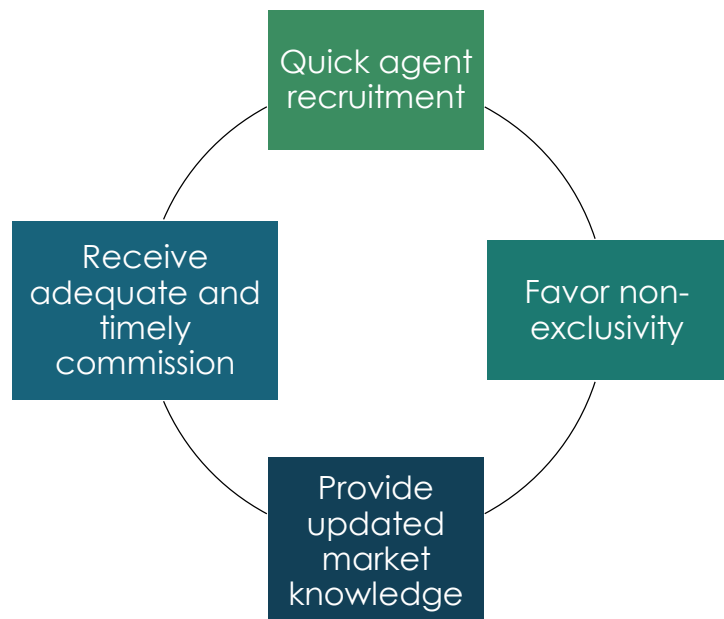 Quick agent
recruitment
Favor non-
exclusivity
Provide
updated
market
knowledge
Receive
adequate and
timely
commission